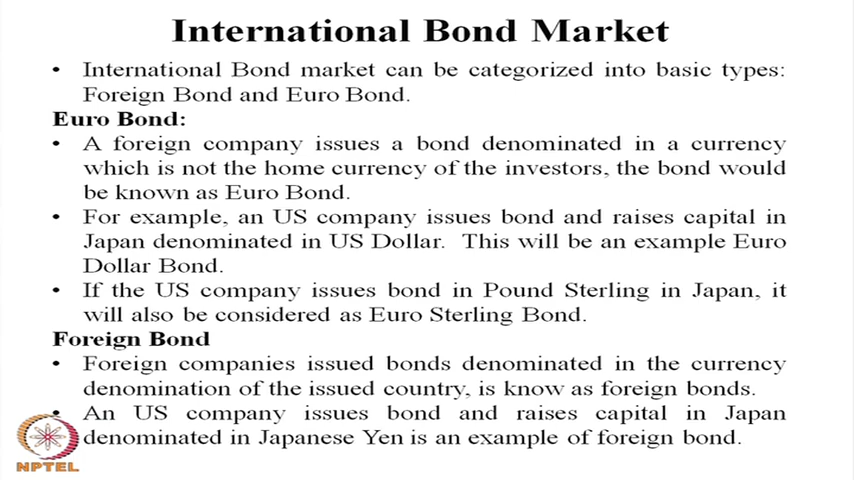 International Bond Market
• International Bond market can be categorized into basic types:
Foreign Bond and Euro Bond.
Euro Bond:
• A foreign company issues a bond denominated in a currency
which is not the home currency of the investors, the bond would
be known as Euro Bond.
• For example, an US company issues bond and raises capital in
Japan denominated in US Dollar. This will be an example Euro
Dollar Bond.
• If the US company issues bond in Pound Sterling in Japan, it
will also be considered as Euro Sterling Bond.
Foreign Bond
• Foreign companies issued bonds denominated in the currency
denomination of the issued country, is know as foreign bonds.
• An US company issues bond and raises capital in Japan
denominated in Japanese Yen is an example of foreign bond.
NPTEL